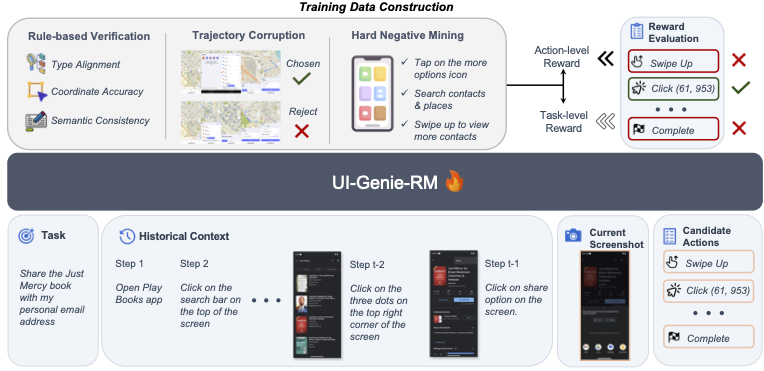 Training Data Construction
Rule-based Verification
Type Alignment
Coordinate Accuracy
Semantic Consistency
Trajectory Corruption
Chosen
Reject
Hard Negative Mining
Tap on the more
options icon
Search contacts
& places
Swipe up to view
more contacts
Action-level
Reward
Task-level
Reward
Reward
Evaluation
Swipe Up
Click (61, 953)
Complete
UI-Genie-RM
Task
Share the Just
Mercy book
with my
personal email
address
Historical Context
Step 1
Open Play
Books app
Step 2
Click on the
search bar on
the top of the
screen
Step t-2
Click on the
three dots on
the top right
corner of the
screen
Step t-1
Click on share
option on the
screen.
Current
Screenshot
Candidate
Actions
Swipe Up
Click (61, 953)
Complete